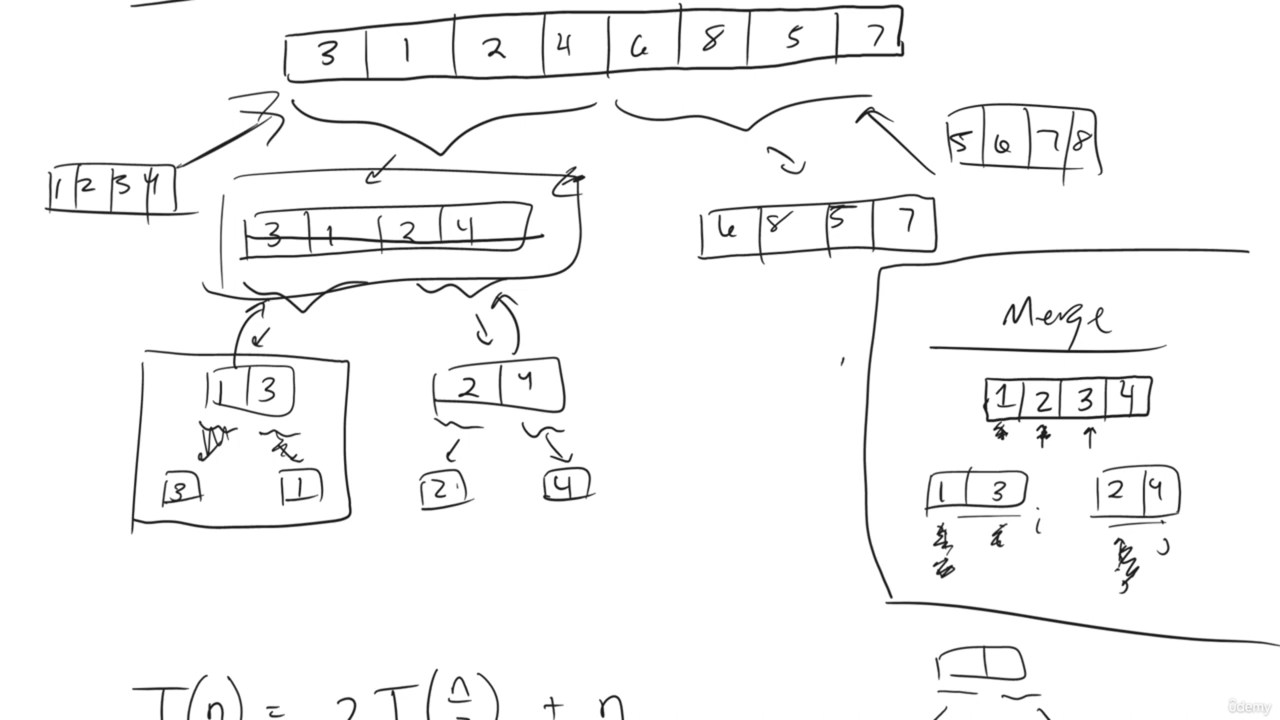 3 1 2 4 6 8 5 7
1 2 3 4
5 6 7 8
3 1 2 4
6 8 5 7
Merge
1 3
2 4
1 2 3 4
3 1
2 4
1 3 i
2 4 j
T(n) = 2T(n/2) + n
ûdemy